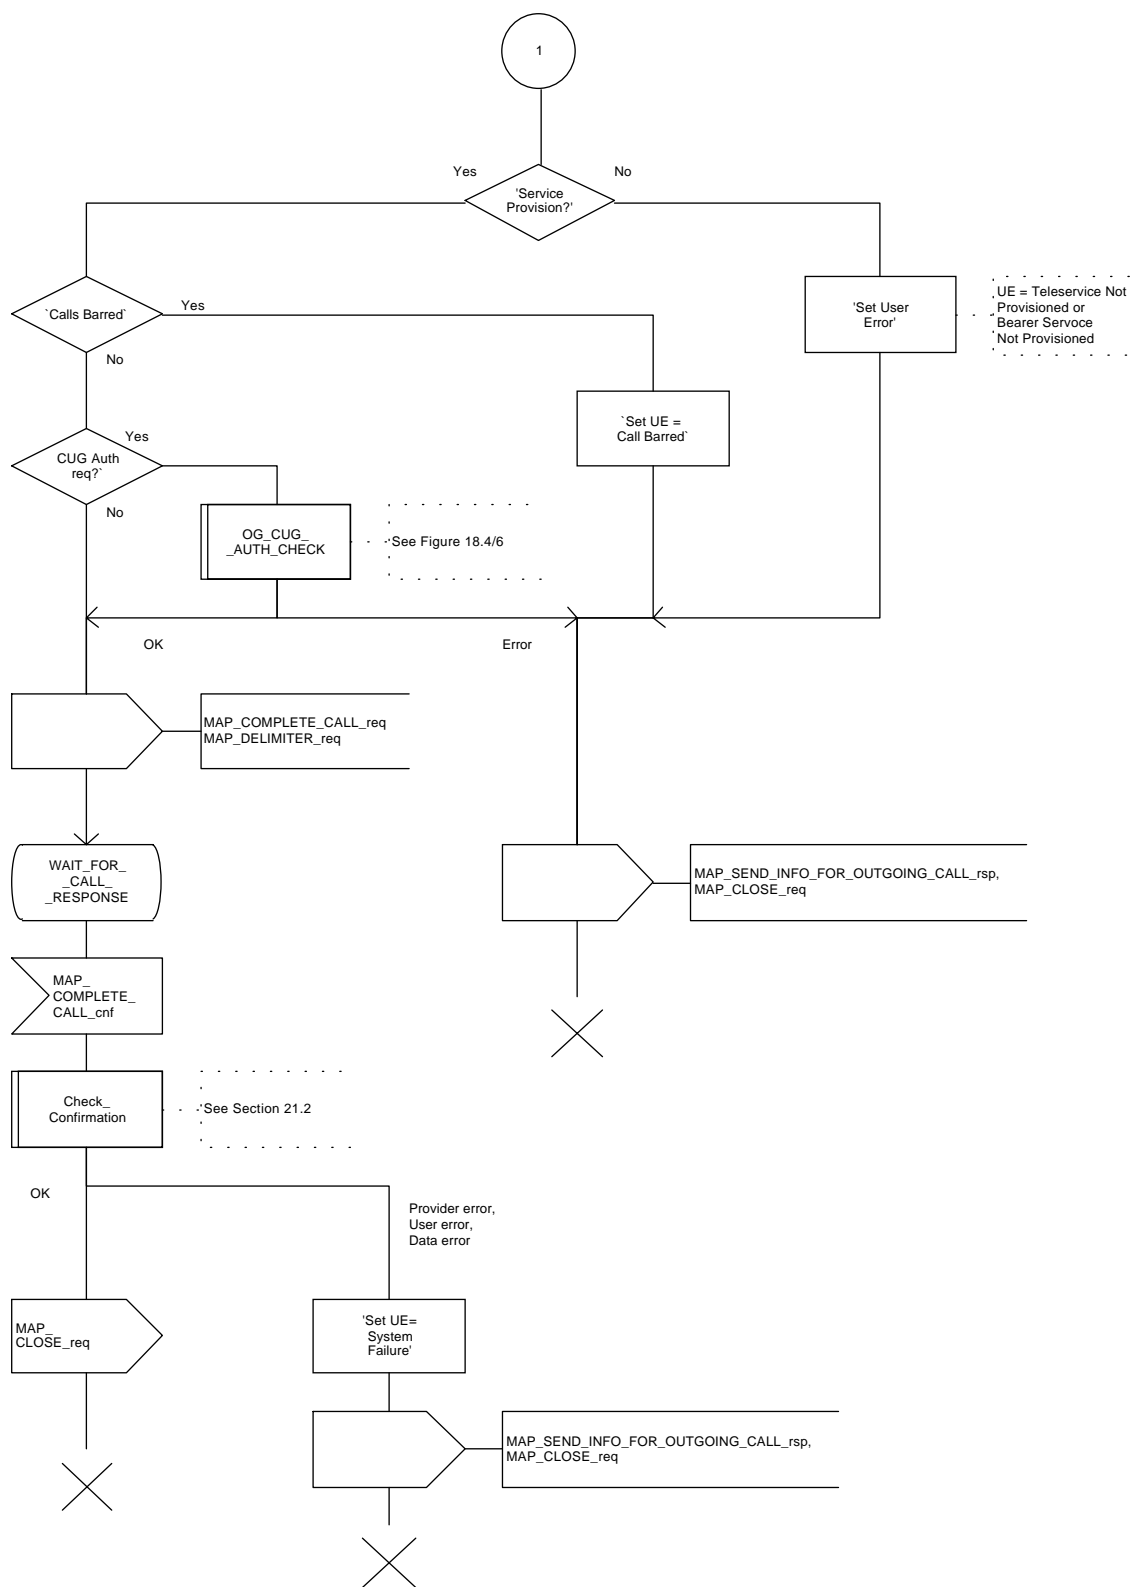 1
Yes
No
'Service
Provision?'
`Calls Barred`
Yes
No
'Set User
Error'
UE = Teleservice Not
Provisioned or
Bearer Servoce
Not Provisioned
`Set UE =
Call Barred`
Yes
CUG Auth
req?`
No
OG_CUG_
_AUTH_CHECK
See Figure 18.4/6
OK
Error
MAP_COMPLETE_CALL_req
MAP_DELIMITER_req
WAIT_FOR_
_CALL_
_RESPONSE
MAP_SEND_INFO_FOR_OUTGOING_CALL_rsp,
MAP_CLOSE_req
MAP_
COMPLETE_
CALL_cnf
Check_
Confirmation
See Section 21.2
OK
Provider error,
User error,
Data error
MAP_
CLOSE_req
'Set UE=
System
Failure'
MAP_SEND_INFO_FOR_OUTGOING_CALL_rsp,
MAP_CLOSE_req